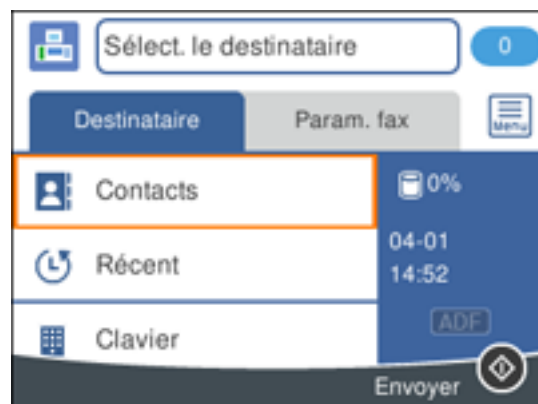 Sélect. le destinataire
0
Destinataire
Param. fax
Menu
Contacts
0%
Récent
04-01
14:52
Clavier
ADF
Envoyer